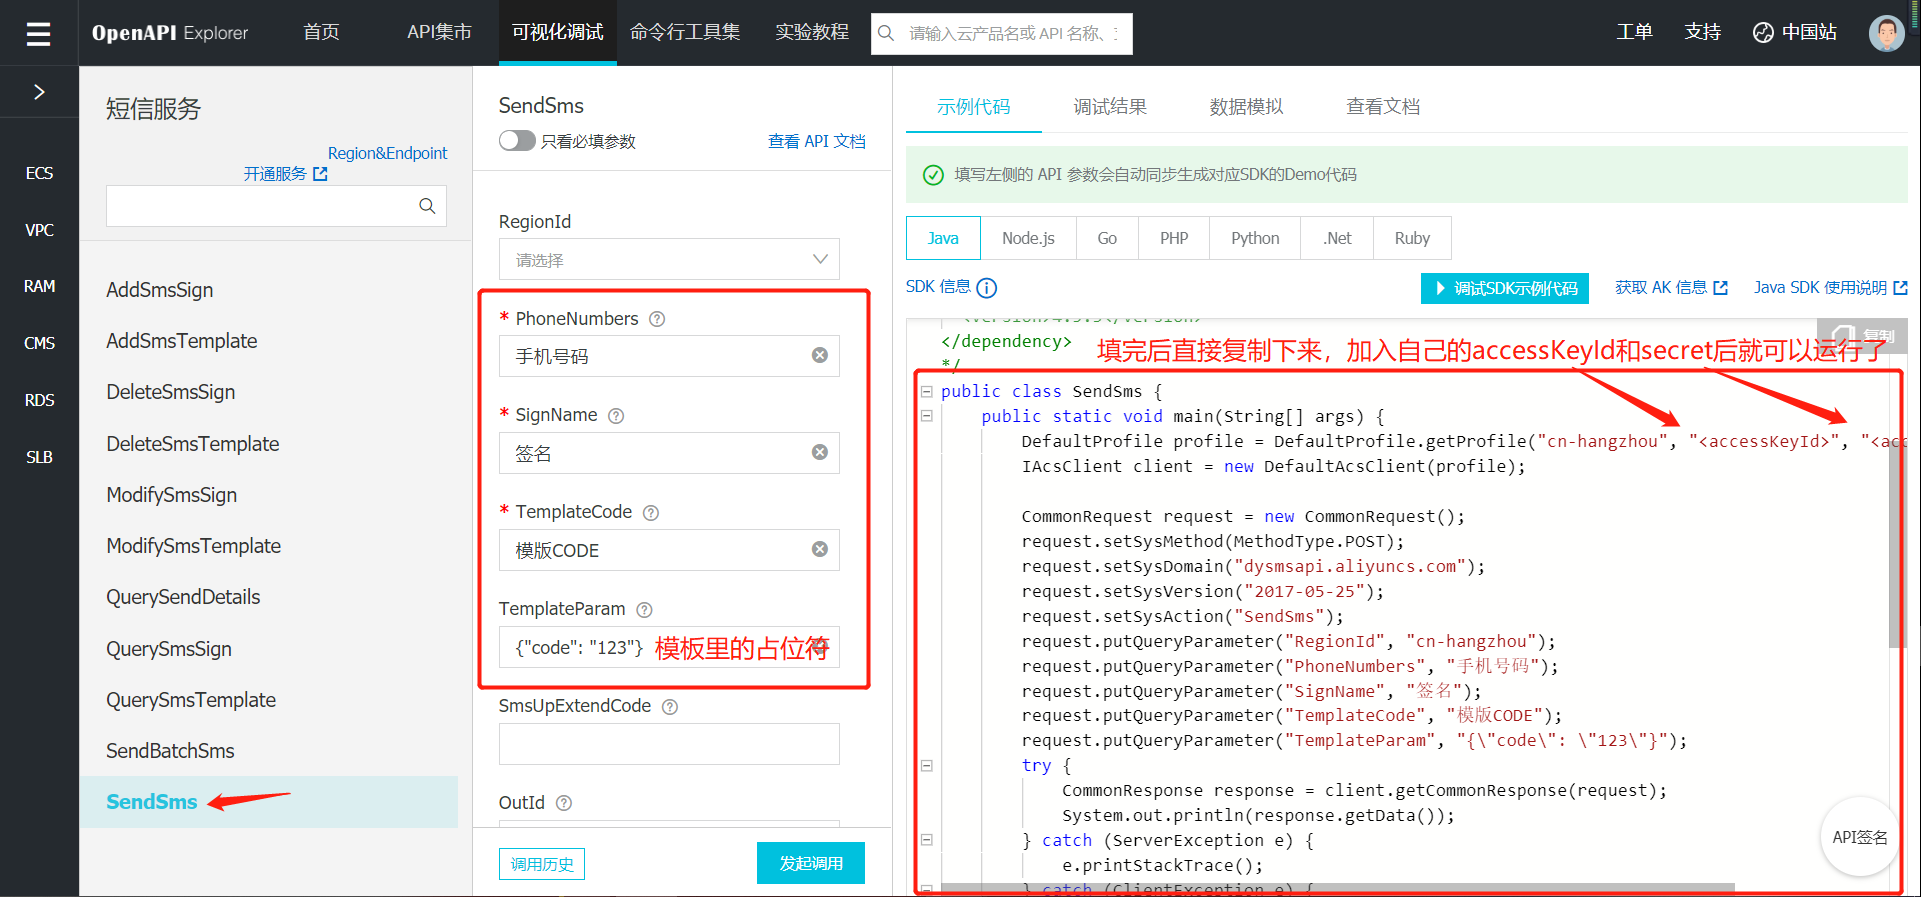 OpenAPI Explorer
首页
API集市
可视化调试
命令行工具集
实验教程
请输入云产品名或 API 名称、
工单
支持
中国站
ECS
VPC
RAM
CMS
RDS
SLB
短信服务
Region&Endpoint
开通服务
AddSmsSign
AddSmsTemplate
DeleteSmsSign
DeleteSmsTemplate
ModifySmsSign
ModifySmsTemplate
QuerySendDetails
QuerySmsSign
QuerySmsTemplate
SendBatchSms
SendSms
SendSms
只看必填参数
查看 API 文档
RegionId
请选择
* PhoneNumbers
手机号码
* SignName
签名
* TemplateCode
模版CODE
TemplateParam
{"code": "123"} 模板里的占位符
SmsUpExtendCode
OutId
调用历史
发起调用
示例代码
调试结果
数据模拟
查看文档
填写左侧的 API 参数会自动同步生成对应SDK的Demo代码
Java
Node.js
Go
PHP
Python
.Net
Ruby
SDK 信息
调试SDK示例代码
获取 AK 信息
Java SDK 使用说明
复制
</dependency>
填完后直接复制下来，加入自己的accessKeyId和secret后就可以运行了
*/
public class SendSms {
public static void main(String[] args) {
DefaultProfile profile = DefaultProfile.getProfile("cn-hangzhou", "<accessKeyId>", "<acc
IAcsClient client = new DefaultAcsClient(profile);
CommonRequest request = new CommonRequest();
request.setSysMethod(MethodType.POST);
request.setSysDomain("dysmsapi.aliyuncs.com");
request.setSysVersion("2017-05-25");
request.setSysAction("SendSms");
request.putQueryParameter("RegionId", "cn-hangzhou");
request.putQueryParameter("PhoneNumbers", "手机号码");
request.putQueryParameter("SignName", "签名");
request.putQueryParameter("TemplateCode", "模版CODE");
request.putQueryParameter("TemplateParam", "{\"code\": \"123\"}");
try {
CommonResponse response = client.getCommonResponse(request);
System.out.println(response.getData());
} catch (ServerException e) {
e.printStackTrace();
} catch (ClientException e) {
API签名